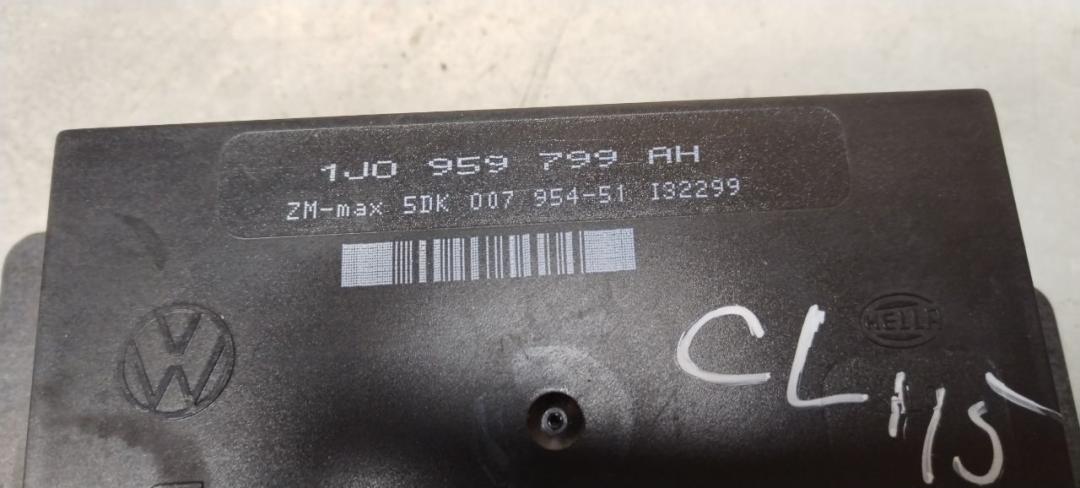 1J0 959 799 AH
ZM-max 5DK 007 954-51 I32299
HELLA
CL